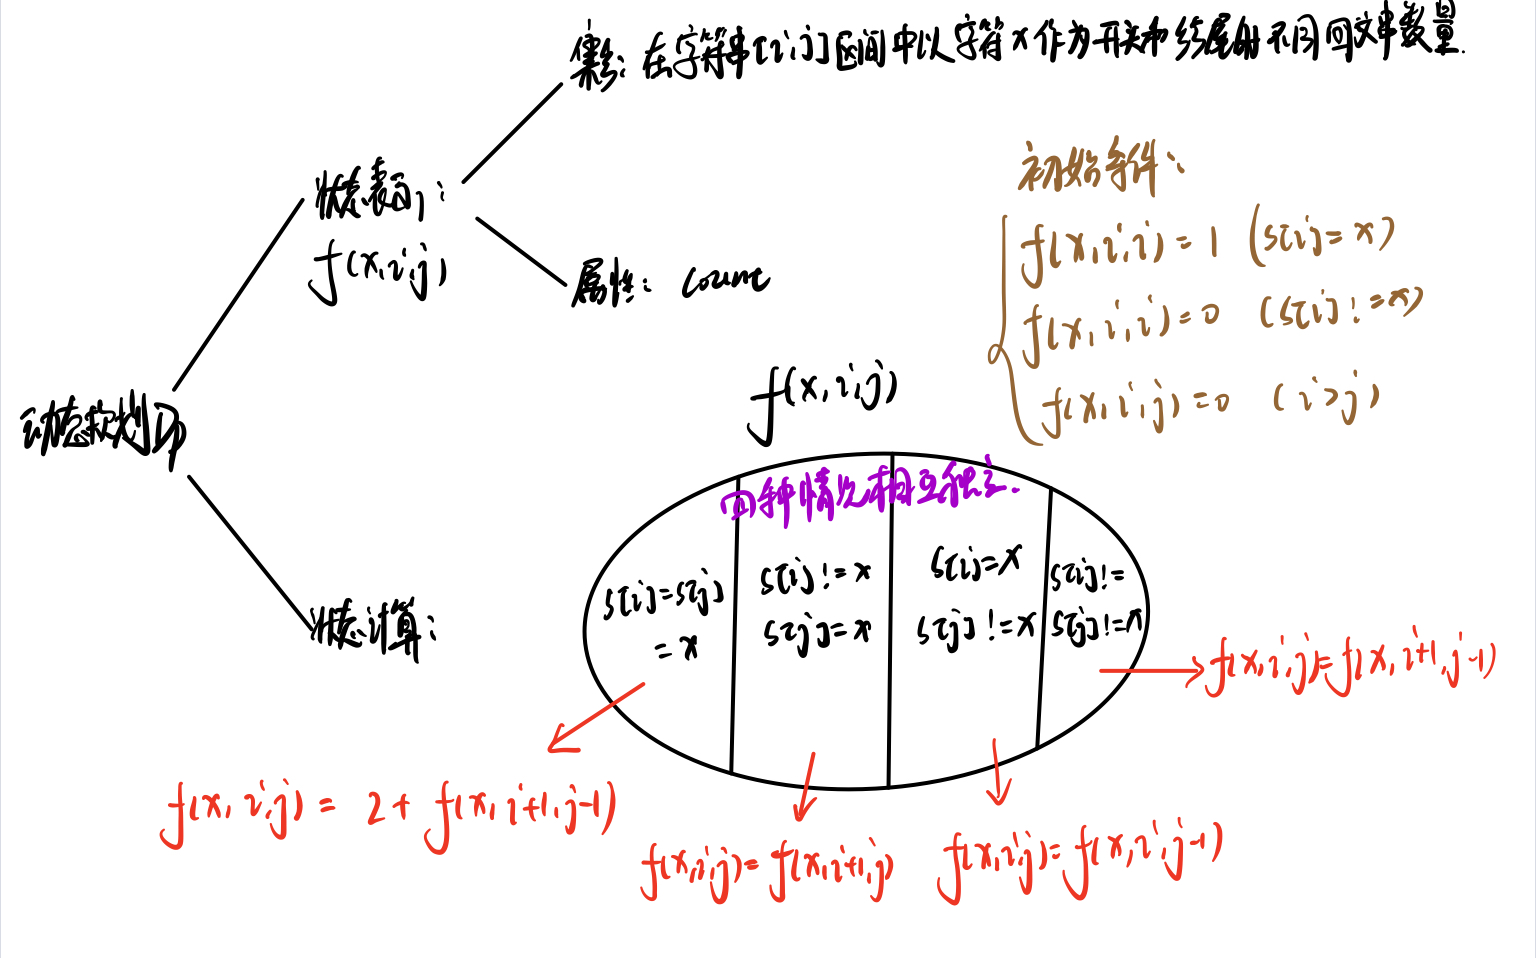 集合：在字符串[i,j]区间中以字符x作为开头和结尾的不同回文串数量.
状态表示：
f(x,i,j)
属性：count
初始条件：
f(x,i,i)=1 (s[i]=x)
f(x,i,i)=0 (s[i]!=x)
f(x,i,j)=0 (i>j)
动态规划Dp
f(x,i,j)
四种情况相互独立.
s[i]=s[j]
=x
s[i]!=x
s[j]=x
s[i]=x
s[j]!=x
s[i]!=
s[j]!=x
状态计算：
f(x,i,j)=f(x,i+1,j-1)
f(x,i,j)= 2+f(x,i+1,j-1)
f(x,i,j)=f(x,i+1,j)
f(x,i,j)=f(x,i,j-1)